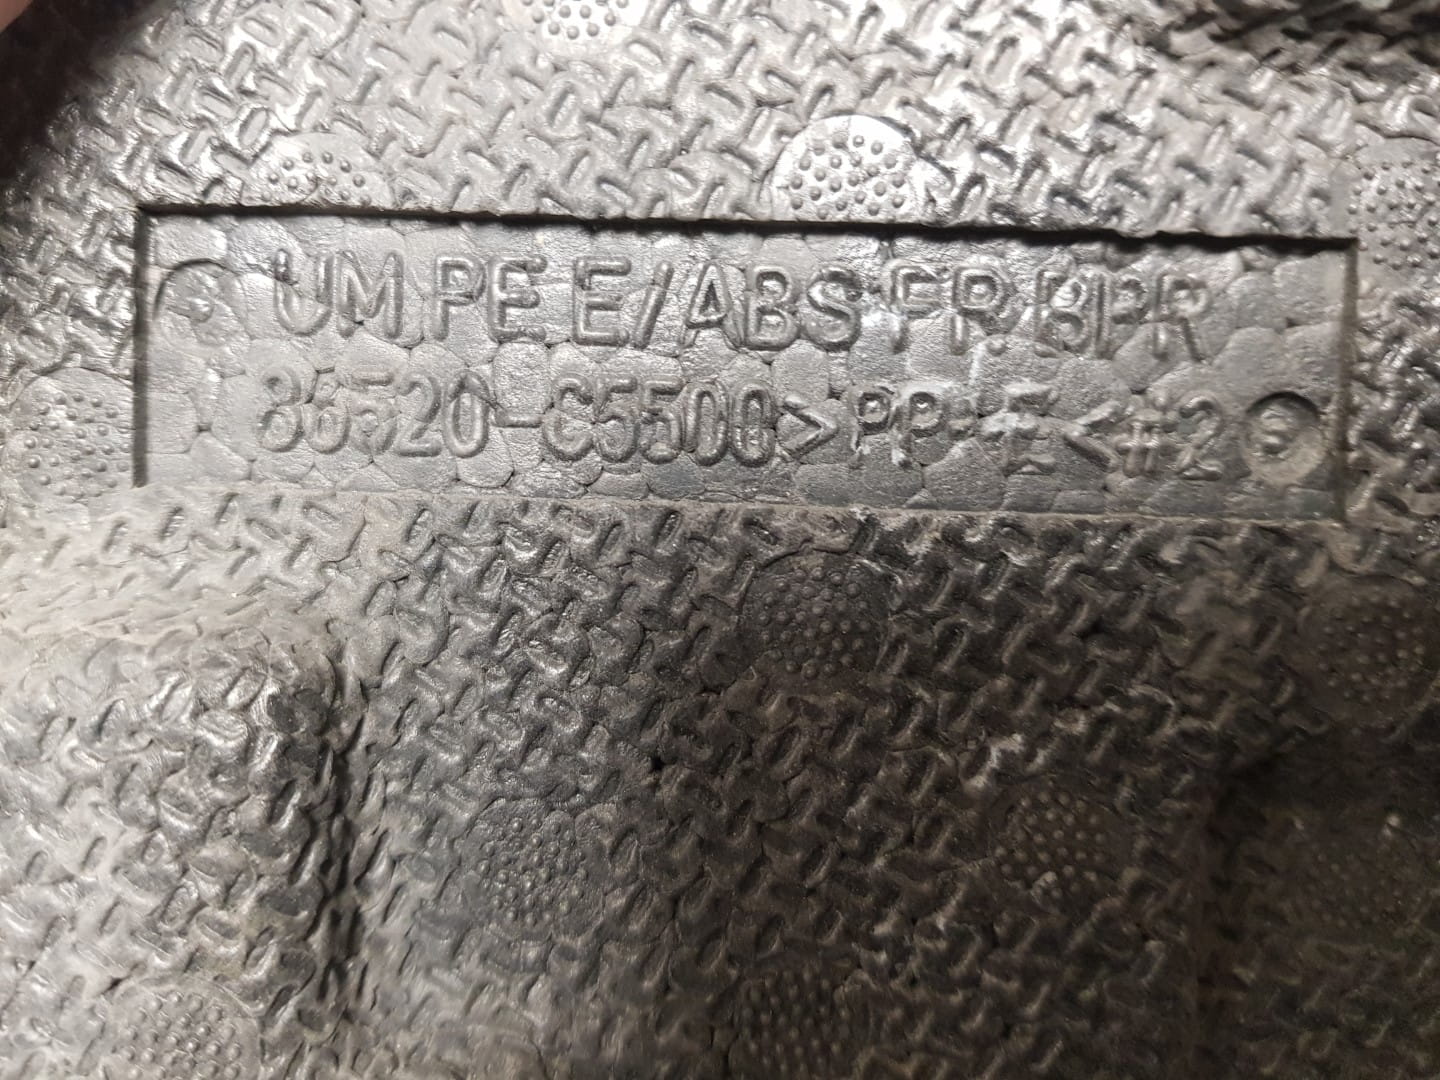 UM PE E/ABS FR BPR
86520-C5500>PP-E<#2